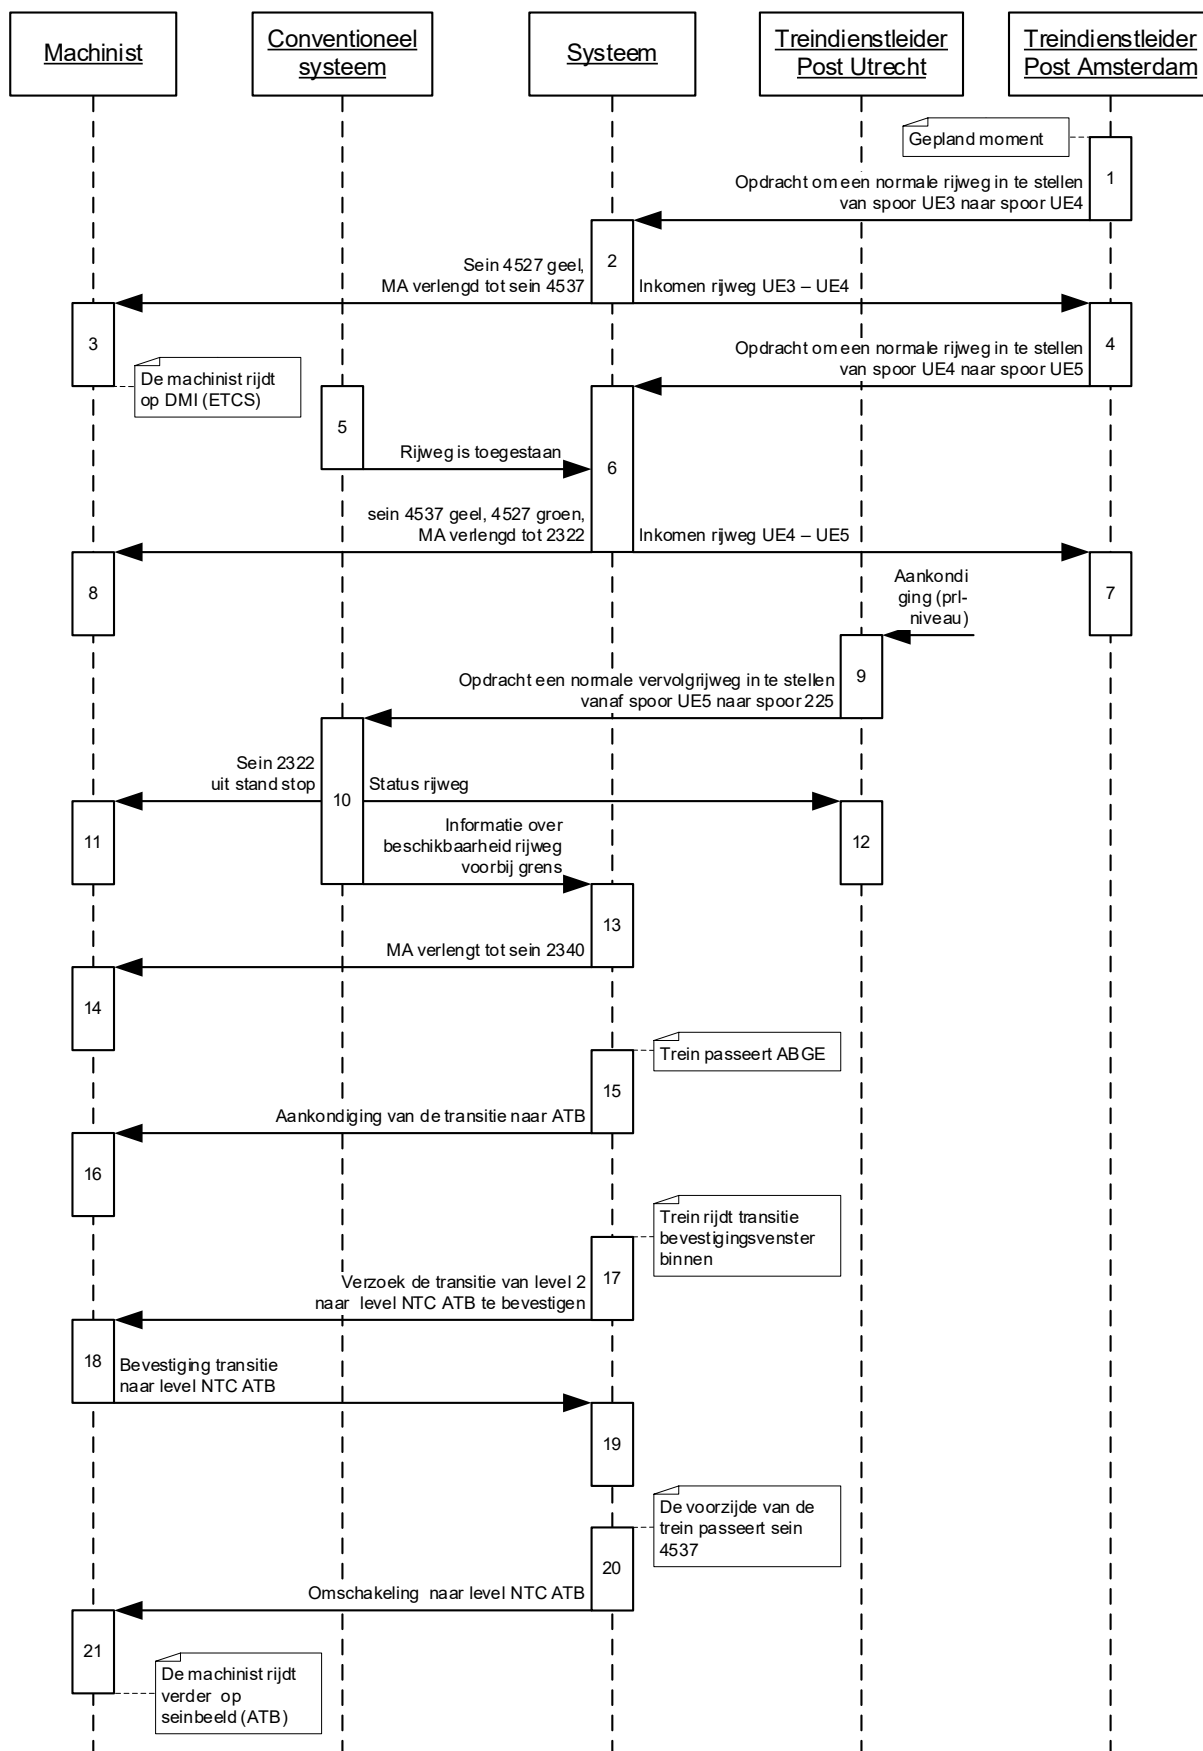 Machinist
Conventioneel
systeem
Systeem
Treindienstleider
Post Utrecht
Treindienstleider
Post Amsterdam
Gepland moment
1
Opdracht om een normale rijweg in te stellen
van spoor UE3 naar spoor UE4
2
Sein 4527 geel,
MA verlengd tot sein 4537
Inkomen rijweg UE3 – UE4
3
4
De machinist rijdt
op DMI (ETCS)
Opdracht om een normale rijweg in te stellen
van spoor UE4 naar spoor UE5
5
Rijweg is toegestaan
6
sein 4537 geel, 4527 groen,
MA verlengd tot 2322
Inkomen rijweg UE4 – UE5
8
7
Aankondi
ging (prl-
niveau)
9
Opdracht een normale vervolgrijweg in te stellen
vanaf spoor UE5 naar spoor 225
Sein 2322
uit stand stop
10
Status rijweg
11
12
Informatie over
beschikbaarheid rijweg
voorbij grens
13
MA verlengt tot sein 2340
14
Trein passeert ABGE
15
Aankondiging van de transitie naar ATB
16
Trein rijdt transitie
bevestigingsvenster
binnen
17
Verzoek de transitie van level 2
naar level NTC ATB te bevestigen
18
Bevestiging transitie
naar level NTC ATB
19
De voorzijde van de
trein passeert sein
4537
20
Omschakeling naar level NTC ATB
21
De machinist rijdt
verder op
seinbeeld (ATB)